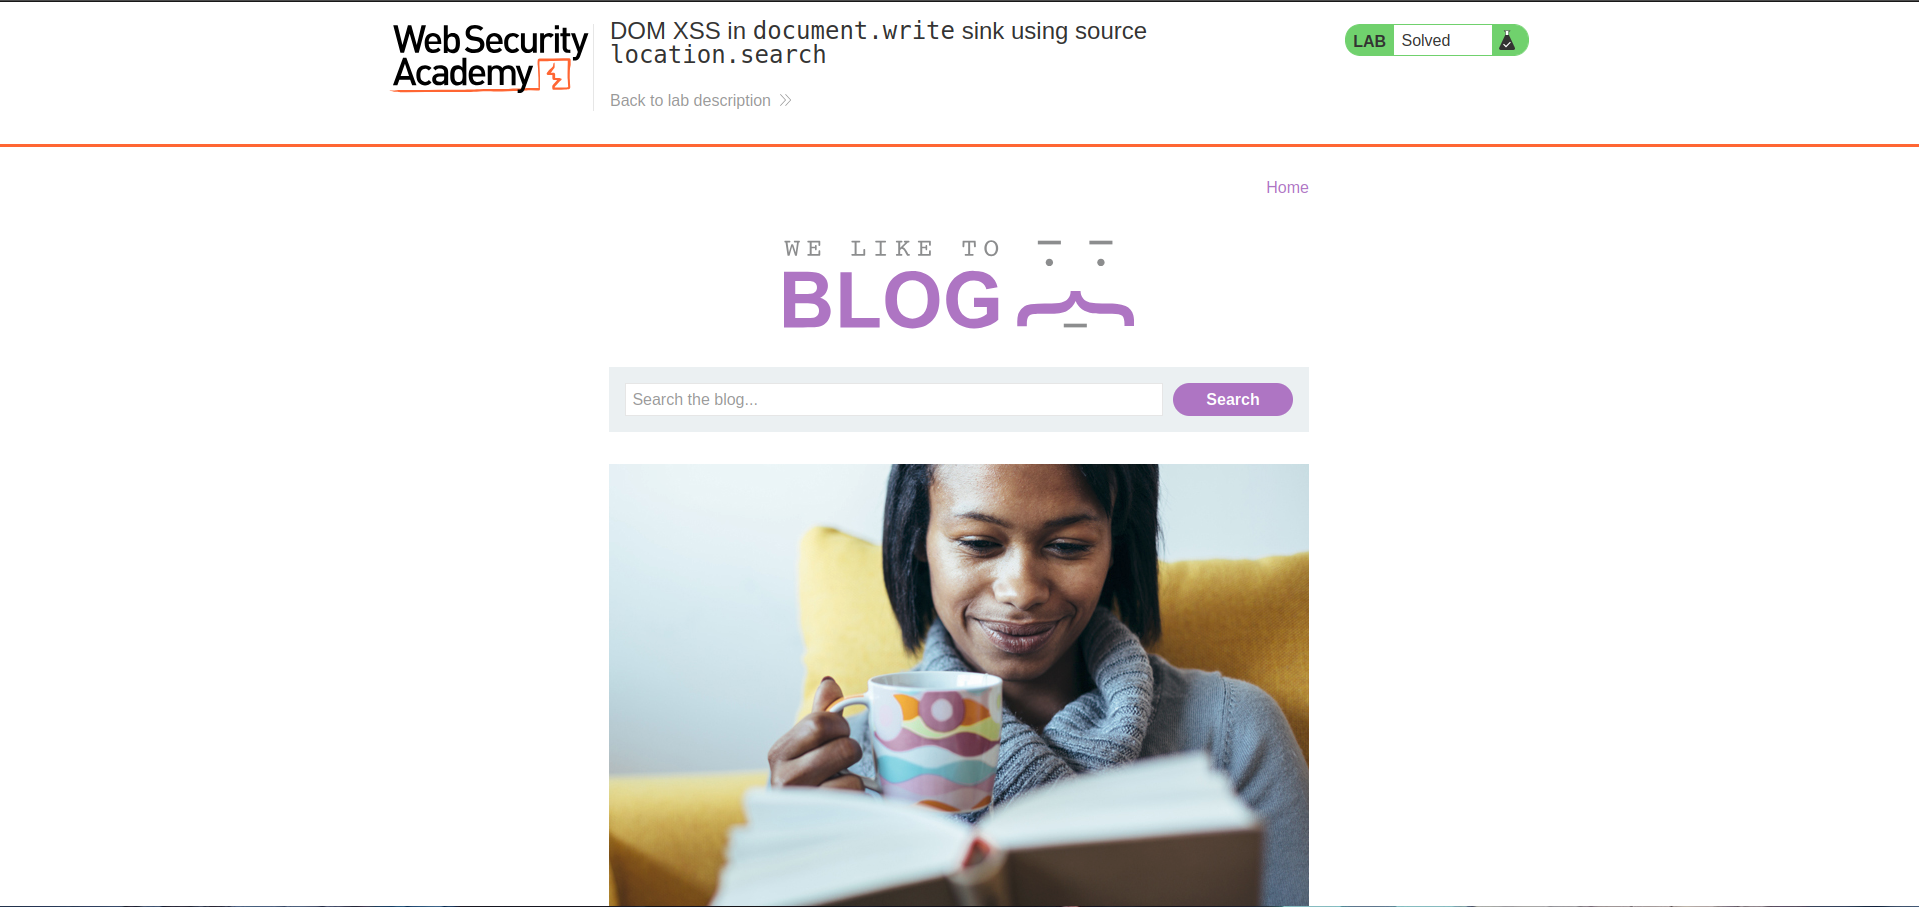 Web Security
Academy
DOM XSS in document.write sink using source
location.search
Back to lab description
LAB Solved
Home
WE LIKE TO
BLOG
Search the blog...
Search